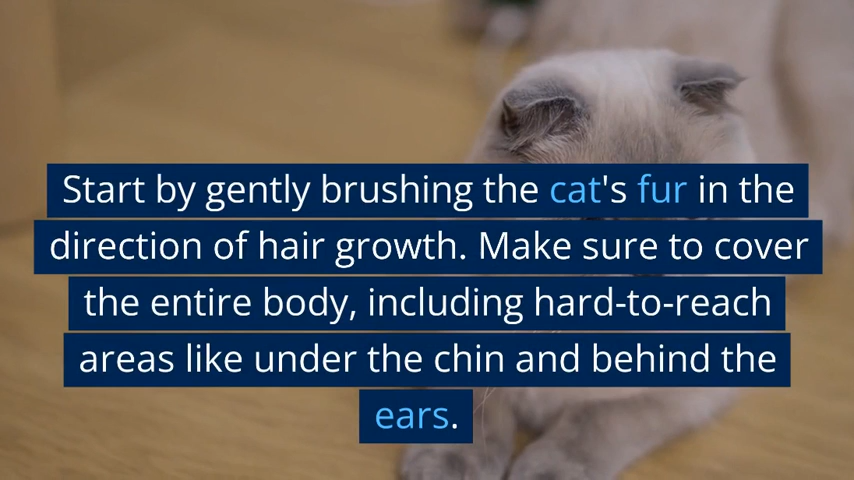 Start by gently brushing the cat's fur in the
direction of hair growth. Make sure to cover
the entire body, including hard-to-reach
areas like under the chin and behind the
ears.